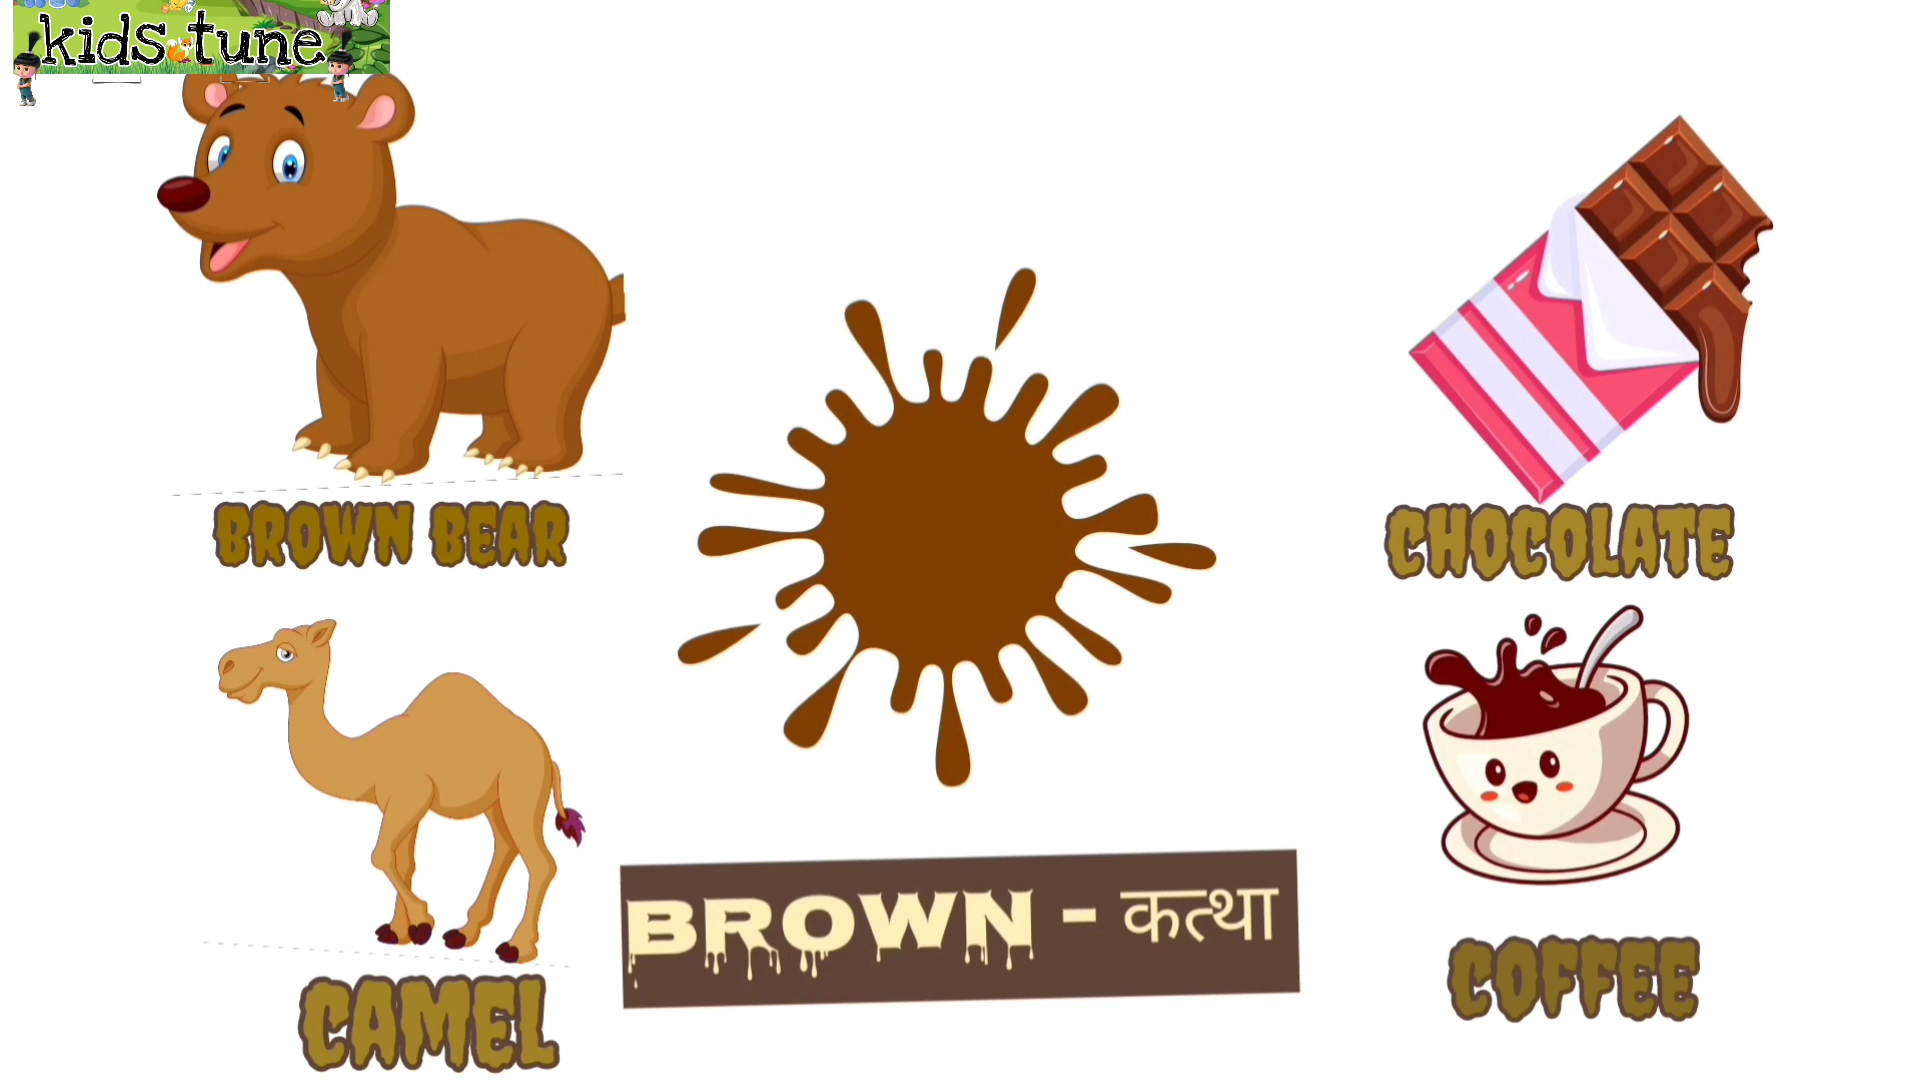 kids tune
BROWN BEAR
CHOCOLATE
CAMEL
BROWN - कत्था
COFFEE